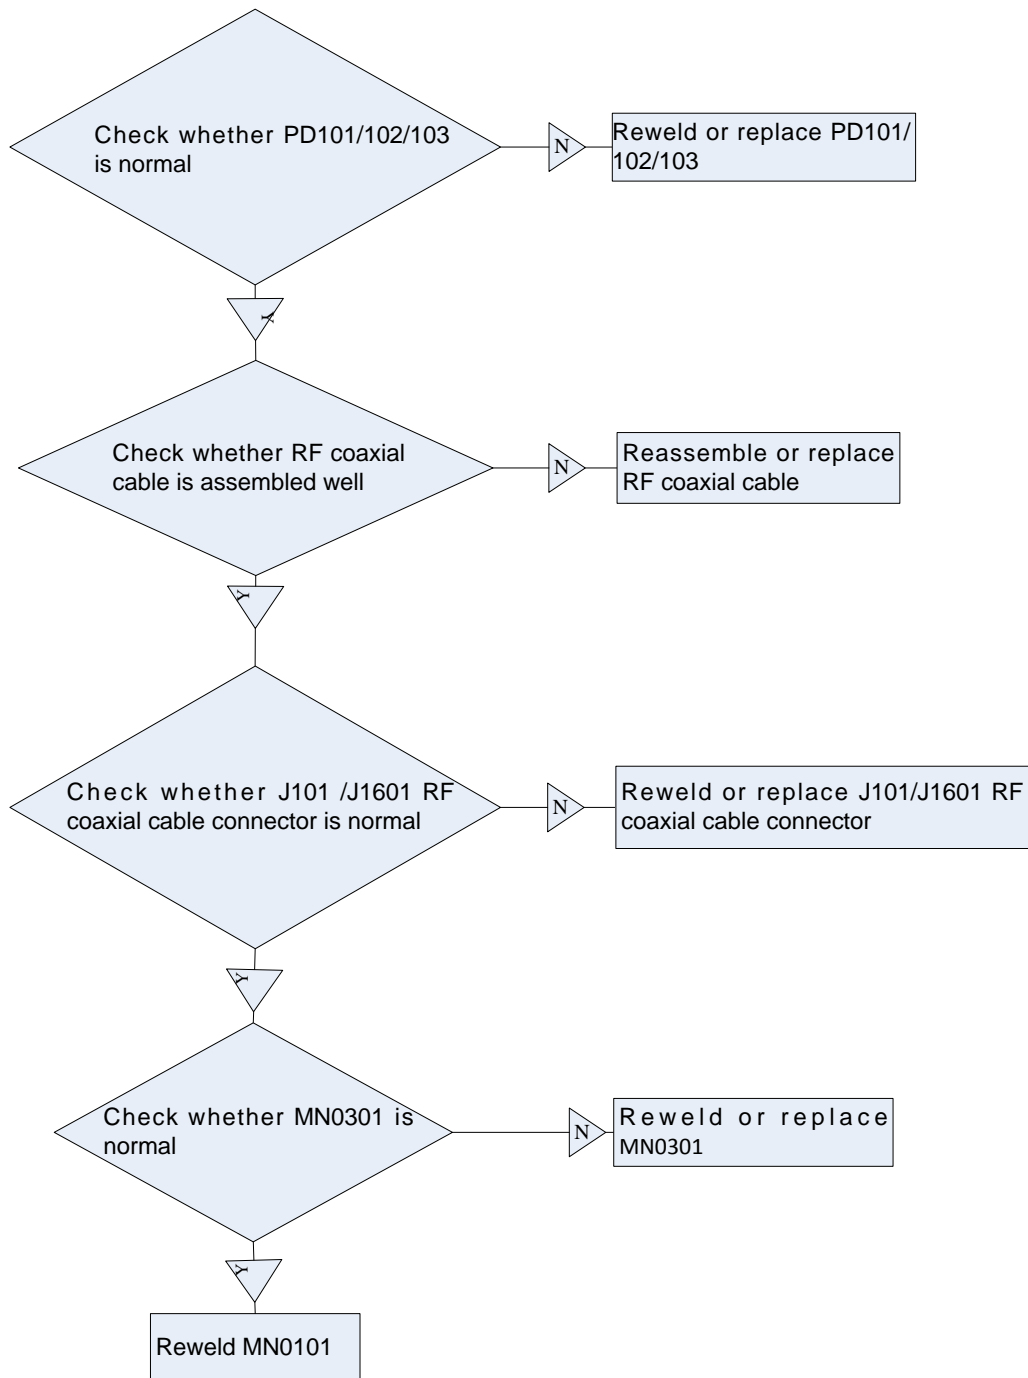 Check whether PD101/102/103
is normal
N
Reweld or replace PD101/
102/103
Y
Check whether RF coaxial
cable is assembled well
N
Reassemble or replace
RF coaxial cable
Y
Check whether J101 /J1601 RF
coaxial cable connector is normal
N
Reweld or replace J101/J1601 RF
coaxial cable connector
Y
Check whether MN0301 is
normal
N
Reweld or replace
MN0301
Y
Reweld MN0101